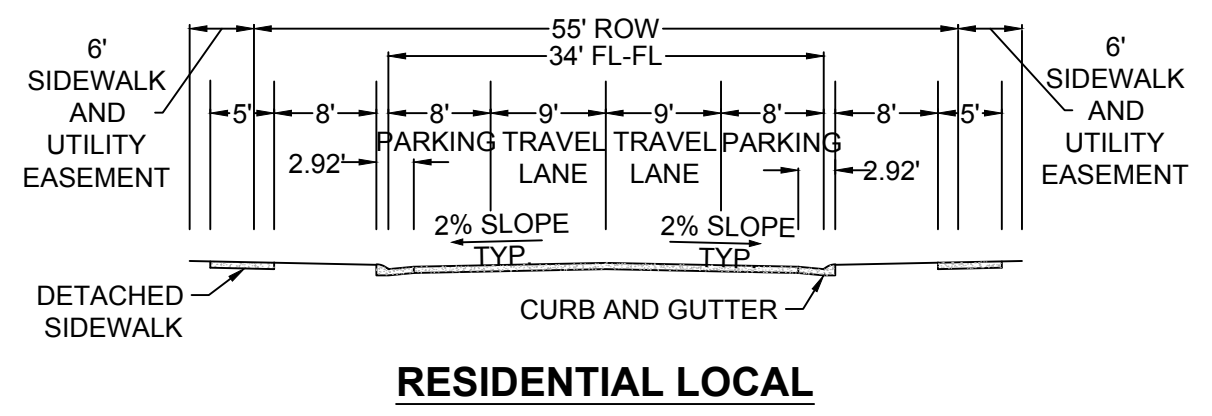 55' ROW
34' FL-FL
6'
SIDEWALK
AND
UTILITY
EASEMENT
6'
SIDEWALK
AND
UTILITY
EASEMENT
5' 8' 8' 9' 9' 8' 8' 5'
PARKING TRAVEL LANE TRAVEL LANE PARKING
2.92' 2.92'
2% SLOPE
TYP.
2% SLOPE
TYP.
DETACHED
SIDEWALK
CURB AND GUTTER
RESIDENTIAL LOCAL